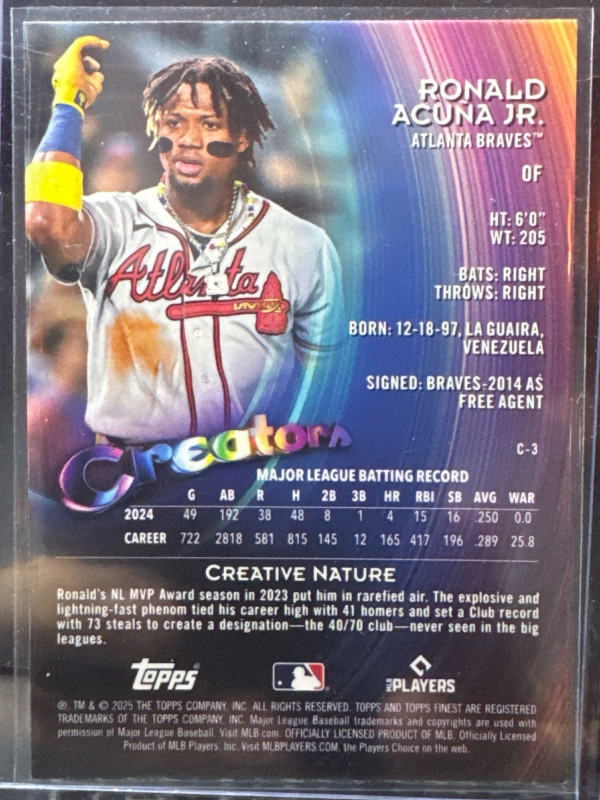 RONALD
ACUÑA JR.
ATLANTA BRAVES™
OF
HT: 6'0"
WT: 205
BATS: RIGHT
THROWS: RIGHT
BORN: 12-18-97, LA GUAIRA,
VENEZUELA
SIGNED: BRAVES-2014 AS
FREE AGENT
C-3
Atlanta
Creators
MAJOR LEAGUE BATTING RECORD
G AB R H 2B 3B HR RBI SB AVG WAR
2024 49 192 38 48 8 1 4 15 16 .250 0.0
CAREER 722 2818 581 815 145 12 165 417 196 .289 25.8
CREATIVE NATURE
Ronald's NL MVP Award season in 2023 put him in rarefied air. The explosive and
lightning-fast phenom tied his career high with 41 homers and set a Club record
with 73 steals to create a designation—the 40/70 club—never seen in the big
leagues.
Topps
MLB PLAYERS
®, TM & © 2025 THE TOPPS COMPANY, INC. ALL RIGHTS RESERVED. TOPPS AND TOPPS FINEST ARE REGISTERED
TRADEMARKS OF THE TOPPS COMPANY, INC. Major League Baseball trademarks and copyrights are used with
permission of Major League Baseball. Visit MLB.com. OFFICIALLY LICENSED PRODUCT OF MLB. Officially Licensed
Product of MLB Players, Inc. Visit MLBPLAYERS.COM, the Players Choice on the web.